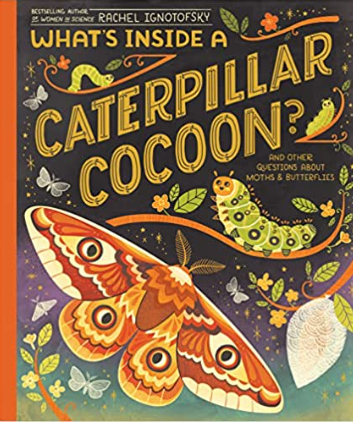 BESTSELLING AUTHOR
OF WOMEN IN SCIENCE RACHEL IGNOTOFSKY
WHAT'S INSIDE A
CATERPILLAR
COCOON?
AND OTHER
QUESTIONS ABOUT
MOTHS & BUTTERFLIES